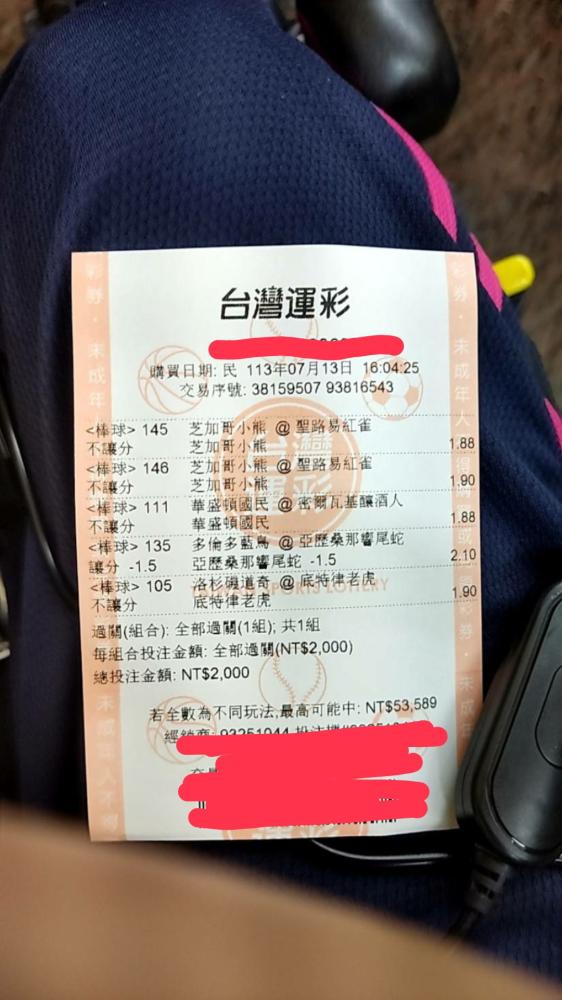 台灣運彩
購買日期: 民 113年07月13日 16:04:25
交易序號: 38159507 93816543
<棒球> 145 芝加哥小熊 @ 聖路易紅雀
不讓分 芝加哥小熊 1.88
<棒球> 146 芝加哥小熊 @ 聖路易紅雀
不讓分 芝加哥小熊 1.90
<棒球> 111 華盛頓國民 @ 密爾瓦基釀酒人
不讓分 華盛頓國民 1.88
<棒球> 135 多倫多藍鳥 @ 亞歷桑那響尾蛇
讓分 -1.5 亞歷桑那響尾蛇 -1.5 2.10
<棒球> 105 洛杉磯道奇 @ 底特律老虎
不讓分 底特律老虎 1.90
過關(組合): 全部過關(1組); 共1組
每組合投注金額: 全部過關(NT$2,000)
總投注金額: NT$2,000
若全數為不同玩法,最高可能中: NT$53,589
經銷商: 93251044